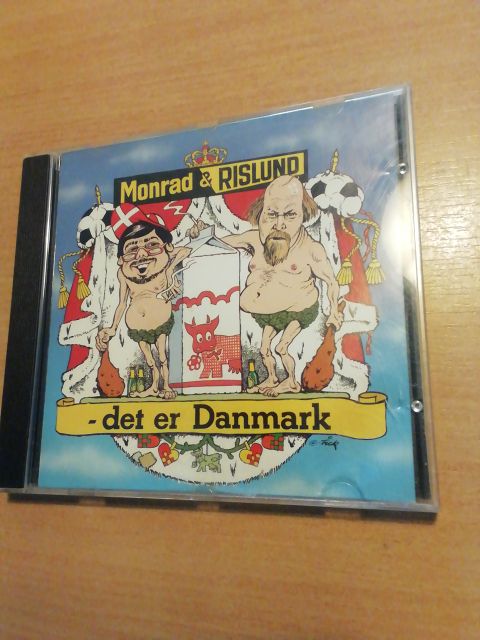 Monrad & RISLUND
- det er Danmark